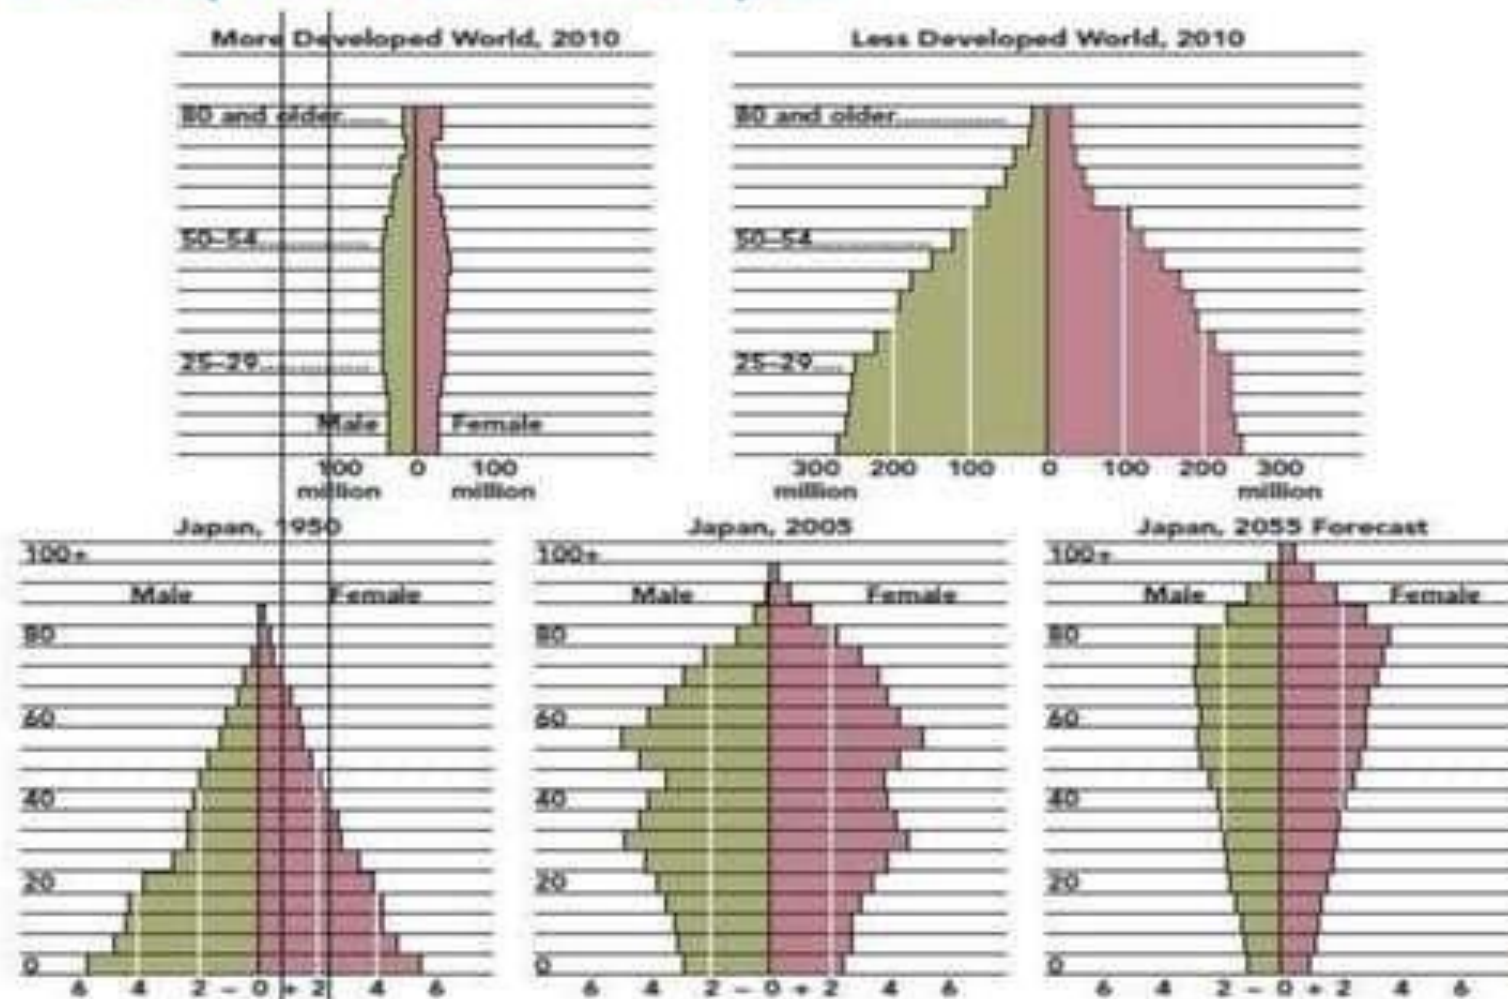 More Developed World, 2010
80 and older......
50–54................
25–29................
Male Female
100 0 100
million million
Less Developed World, 2010
80 and older................
50–54................
25–29....
300 200 100 0 100 200 300
million million
Japan, 1950
100+
Male Female
80
60
40
20
0
6 4 2 – 0 + 2 4 6
Japan, 2005
100+
Male Female
80
60
40
20
0
6 4 2 – 0 + 2 4 6
Japan, 2055 Forecast
100+
Male Female
80
60
40
20
0
6 4 2 – 0 + 2 4 6